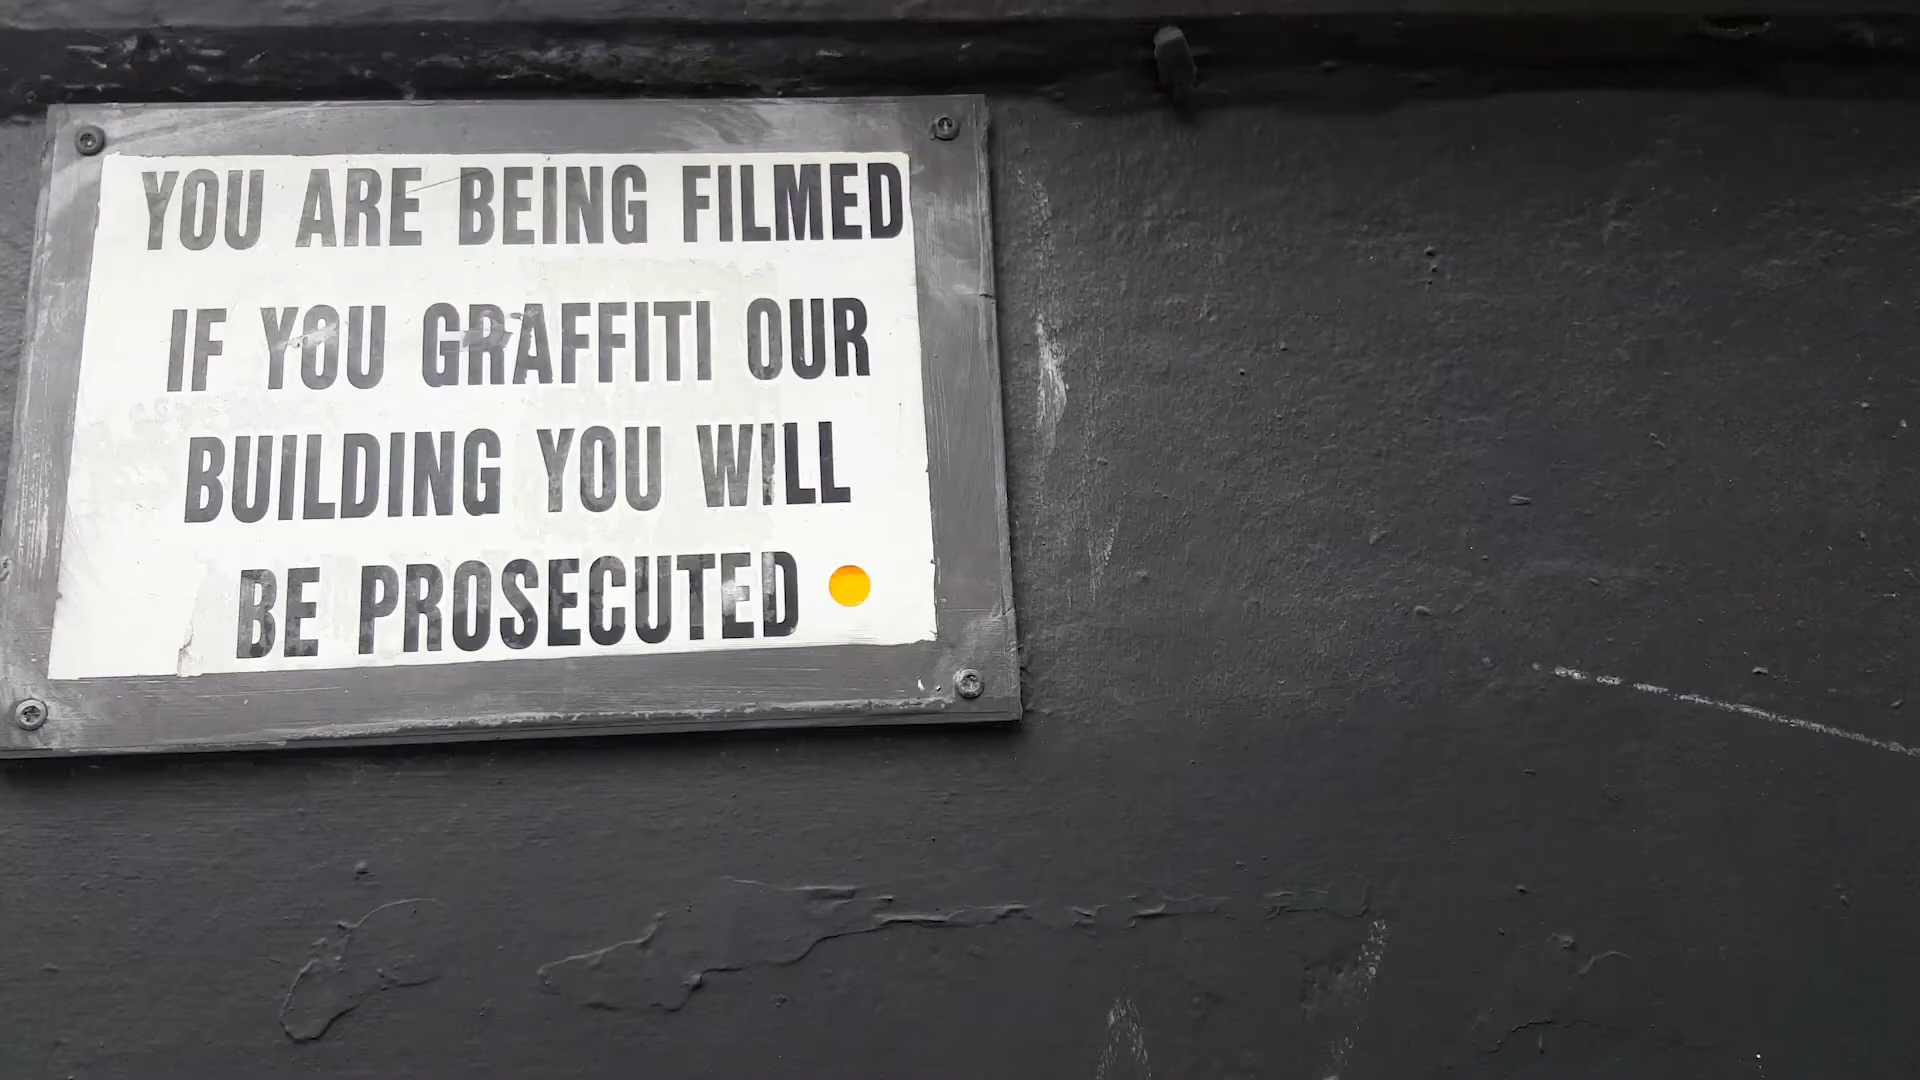 YOU ARE BEING FILMED
IF YOU GRAFFITI OUR
BUILDING YOU WILL
BE PROSECUTED